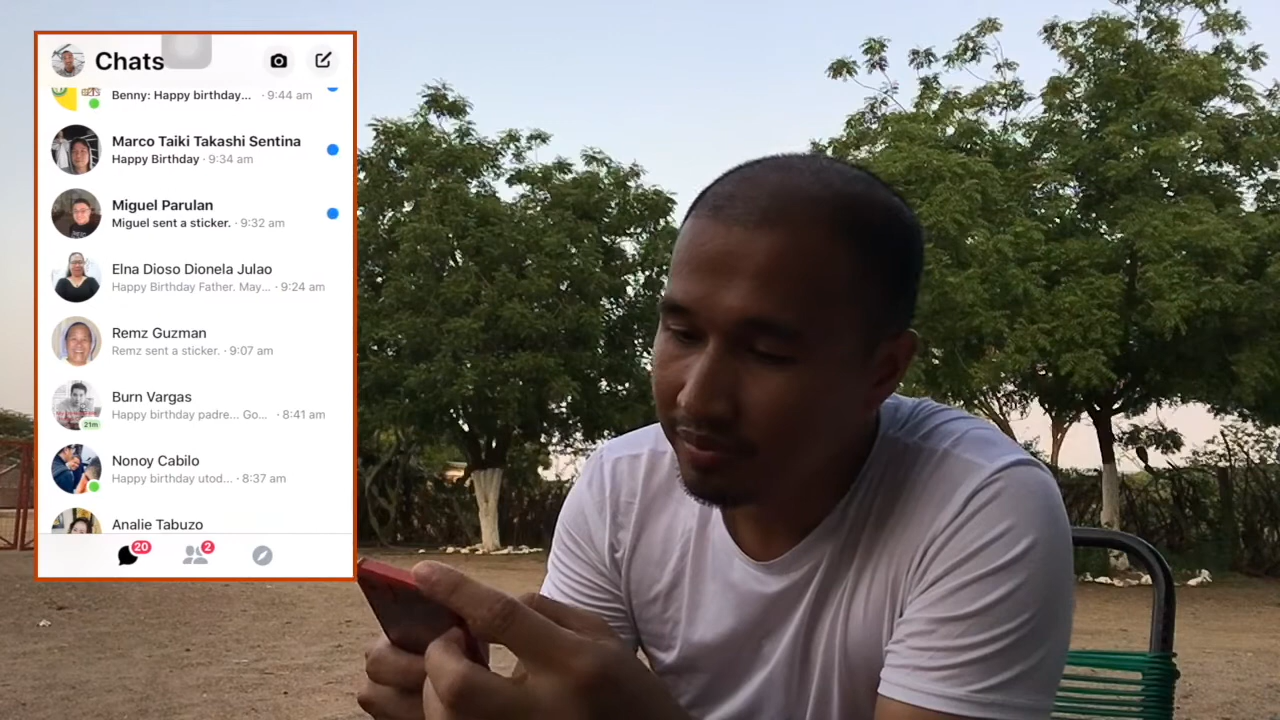 Chats
Benny: Happy birthday... · 9:44 am
Marco Taiki Takashi Sentina
Happy Birthday · 9:34 am
Miguel Parulan
Miguel sent a sticker. · 9:32 am
Elna Dioso Dionela Julao
Happy Birthday Father. May... · 9:24 am
Remz Guzman
Remz sent a sticker. · 9:07 am
Burn Vargas
Happy birthday padre... Go... · 8:41 am
21m
Nonoy Cabilo
Happy birthday utod... · 8:37 am
Analie Tabuzo
20
2